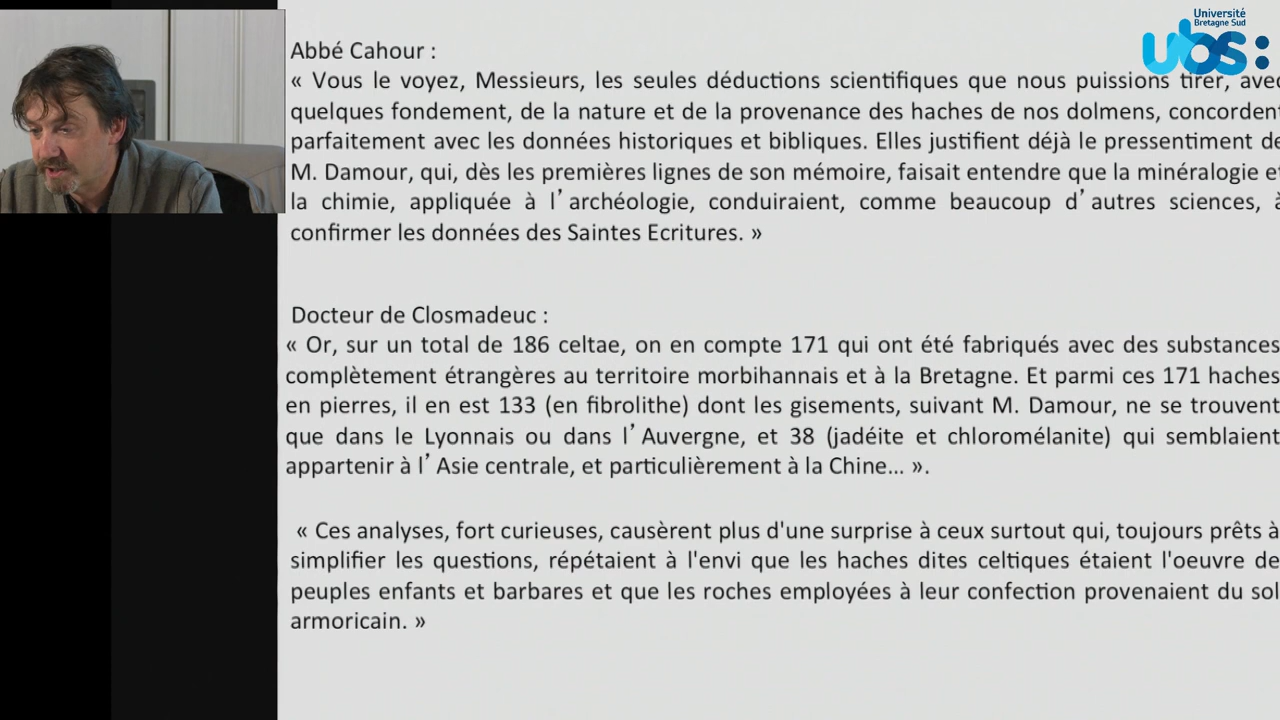 Université
Bretagne Sud
ubs:
Abbé Cahour :
« Vous le voyez, Messieurs, les seules déductions scientifiques que nous puissions tirer, avec
quelques fondement, de la nature et de la provenance des haches de nos dolmens, concordent
parfaitement avec les données historiques et bibliques. Elles justifient déjà le pressentiment de
M. Damour, qui, dès les premières lignes de son mémoire, faisait entendre que la minéralogie et
la chimie, appliquée à l’archéologie, conduiraient, comme beaucoup d’autres sciences, à
confirmer les données des Saintes Ecritures. »
Docteur de Closmadeuc :
« Or, sur un total de 186 celtae, on en compte 171 qui ont été fabriqués avec des substances
complètement étrangères au territoire morbihannais et à la Bretagne. Et parmi ces 171 haches
en pierres, il en est 133 (en fibrolithe) dont les gisements, suivant M. Damour, ne se trouvent
que dans le Lyonnais ou dans l’Auvergne, et 38 (jadéite et chloromélanite) qui semblaient
appartenir à l’Asie centrale, et particulièrement à la Chine... ».
« Ces analyses, fort curieuses, causèrent plus d'une surprise à ceux surtout qui, toujours prêts à
simplifier les questions, répétaient à l'envi que les haches dites celtiques étaient l'oeuvre de
peuples enfants et barbares et que les roches employées à leur confection provenaient du sol
armoricain. »